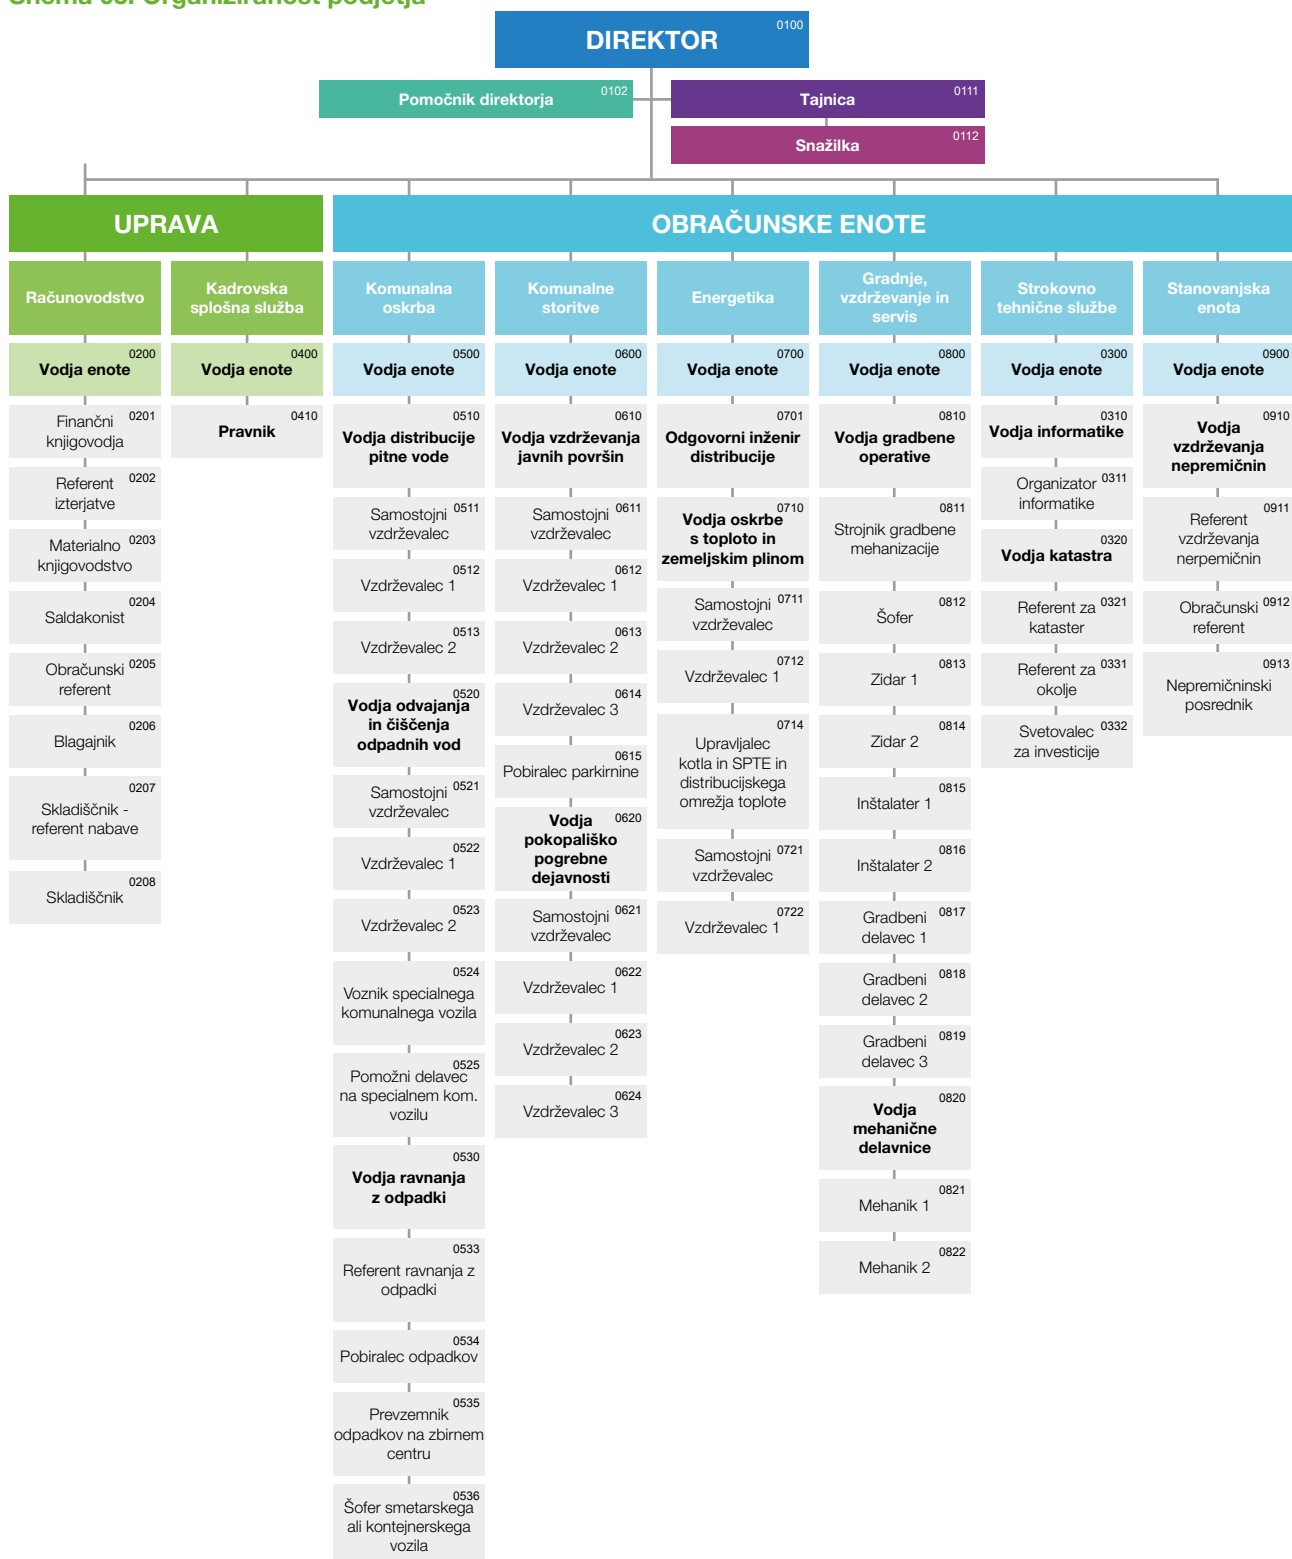 Shema 03: Organiziranost podjetja
DIREKTOR
0100
Pomočnik direktorja
0102
Tajnica
0111
Snažilka
0112
UPRAVA
OBRAČUNSKE ENOTE
Računovodstvo
0200
Vodja enote
0201
Finančni
knjigovodja
0202
Referent
izterjatve
0203
Materialno
knjigovodstvo
0204
Saldakonist
0205
Obračunski
referent
0206
Blagajnik
0207
Skladiščnik -
referent nabave
0208
Skladiščnik
Kadrovska
splošna služba
0400
Vodja enote
0410
Pravnik
Komunalna
oskrba
0500
Vodja enote
0510
Vodja distribucije
pitne vode
0511
Samostojni
vzdrževalec
0512
Vzdrževalec 1
0513
Vzdrževalec 2
0520
Vodja odvajanja
in čiščenja
odpadnih vod
0521
Samostojni
vzdrževalec
0522
Vzdrževalec 1
0523
Vzdrževalec 2
0524
Voznik specialnega
komunalnega vozila
0525
Pomožni delavec
na specialnem kom.
vozilu
0530
Vodja ravnanja
z odpadki
0533
Referent ravnanja z
odpadki
0534
Pobiralec odpadkov
0535
Prevzemnik
odpadkov na zbirnem
centru
0536
Šofer smetarskega
ali kontejnerskega
vozila
Komunalne
storitve
0600
Vodja enote
0610
Vodja vzdrževanja
javnih površin
0611
Samostojni
vzdrževalec
0612
Vzdrževalec 1
0613
Vzdrževalec 2
0614
Vzdrževalec 3
0615
Pobiralec parkirnine
0620
Vodja
pokopališko
pogrebne
dejavnosti
0621
Samostojni
vzdrževalec
0622
Vzdrževalec 1
0623
Vzdrževalec 2
0624
Vzdrževalec 3
Energetika
0700
Vodja enote
0701
Odgovorni inženir
distribucije
0710
Vodja oskrbe
s toploto in
zemeljskim plinom
0711
Samostojni
vzdrževalec
0712
Vzdrževalec 1
0714
Upravljalec
kotla in SPTE in
distribucijskega
omrežja toplote
0721
Samostojni
vzdrževalec
0722
Vzdrževalec 1
Gradnje,
vzdrževanje in
servis
0800
Vodja enote
0810
Vodja gradbene
operative
0811
Strojnik gradbene
mehanizacije
0812
Šofer
0813
Zidar 1
0814
Zidar 2
0815
Inštalater 1
0816
Inštalater 2
0817
Gradbeni
delavec 1
0818
Gradbeni
delavec 2
0819
Gradbeni
delavec 3
0820
Vodja
mehanične
delavnice
0821
Mehanik 1
0822
Mehanik 2
Strokovno
tehnične službe
0300
Vodja enote
0310
Vodja informatike
0311
Organizator
informatike
0320
Vodja katastra
0321
Referent za
kataster
0331
Referent za
okolje
0332
Svetovalec
za investicije
Stanovanjska
enota
0900
Vodja enote
0910
Vodja
vzdrževanja
nepremičnin
0911
Referent
vzdrževanja
nerpemičnin
0912
Obračunski
referent
0913
Nepremičninski
posrednik